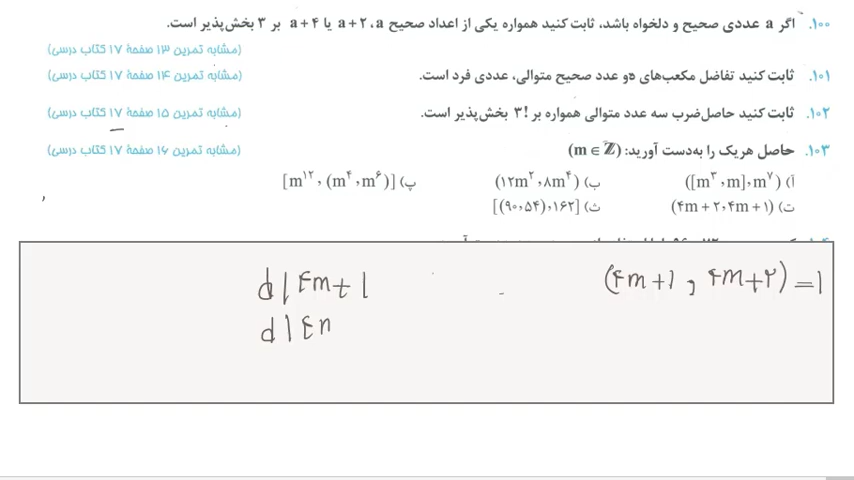 ۱۰۰. اگر a عددی صحیح و دلخواه باشد، ثابت کنید همواره یکی از اعداد صحیح a، a+۲ یا a+۴ بر ۳ بخش‌پذیر است.
(مشابه تمرین ۱۳ صفحهٔ ۱۷ کتاب درسی)
۱۰۱. ثابت کنید تفاضل مکعب‌های دو عدد صحیح متوالی، عددی فرد است. (مشابه تمرین ۱۴ صفحهٔ ۱۷ کتاب درسی)
۱۰۲. ثابت کنید حاصل‌ضرب سه عدد متوالی همواره بر !۳ بخش‌پذیر است. (مشابه تمرین ۱۵ صفحهٔ ۱۷ کتاب درسی)
۱۰۳. حاصل هریک را به‌دست آورید: (m∈ℤ) (مشابه تمرین ۱۶ صفحهٔ ۱۷ کتاب درسی)
آ) ([m³, m], m⁷) ب) (۱۲m², ۸m⁴) پ) [m¹², (m⁴, m⁶)]
ت) (۴m+۲, ۴m+۱) ث) [(۹۰, ۵۴), ۱۶۲]
(۴m+۱, ۴m+۲)=۱ d|۴m+۱
d|۴n